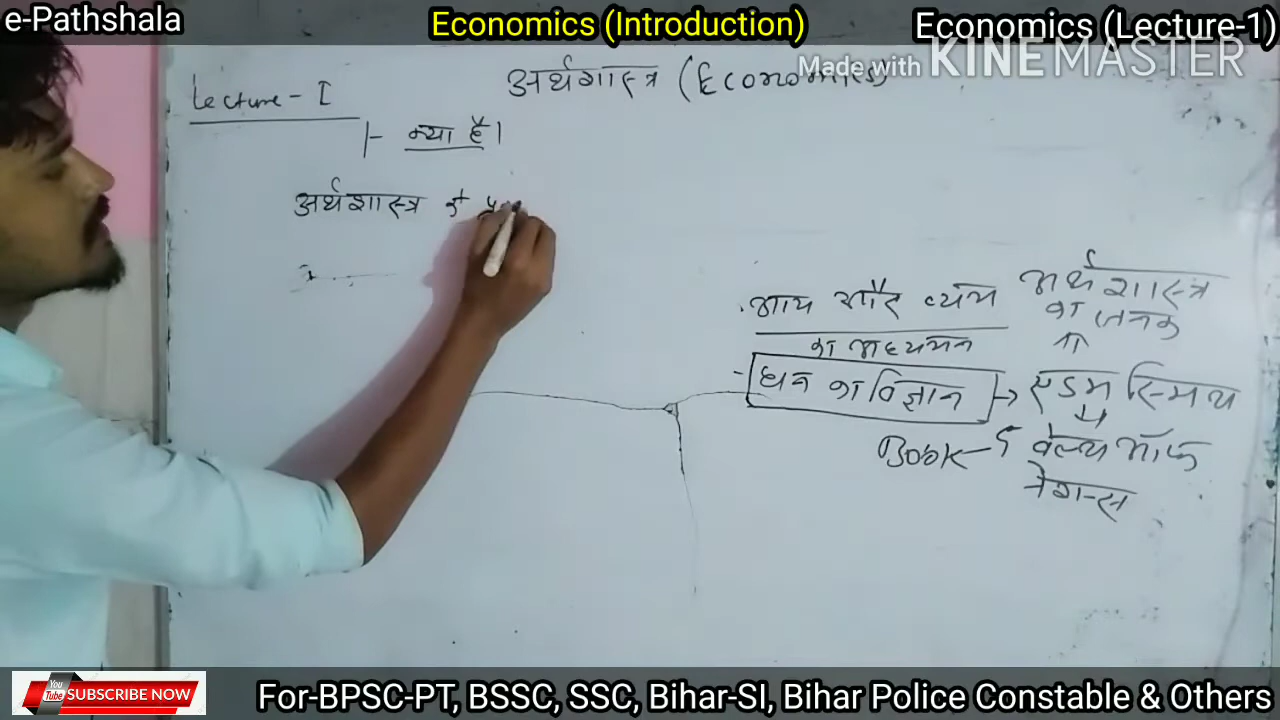 e-Pathshala
Economics (Introduction)
Economics (Lecture-1)
Made with KINEMASTER
अर्थशास्त्र (Economics)
Lecture - I
क्या है।
अर्थशास्त्र के
आय और व्यय
का अध्ययन
धन का विज्ञान → एडम स्मिथ
अर्थशास्त्र
का जनक
Book → वेल्थ ऑफ
नेशन्स
You Tube SUBSCRIBE NOW
For-BPSC-PT, BSSC, SSC, Bihar-SI, Bihar Police Constable & Others